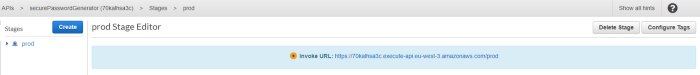 APIs > securePasswordGenerator (70kalhsa3c) > Stages > prod Show all hints ?
Stages Create prod Stage Editor Delete Stage Configure Tags
prod
Invoke URL: https://70kalhsa3c.execute-api.eu-west-3.amazonaws.com/prod